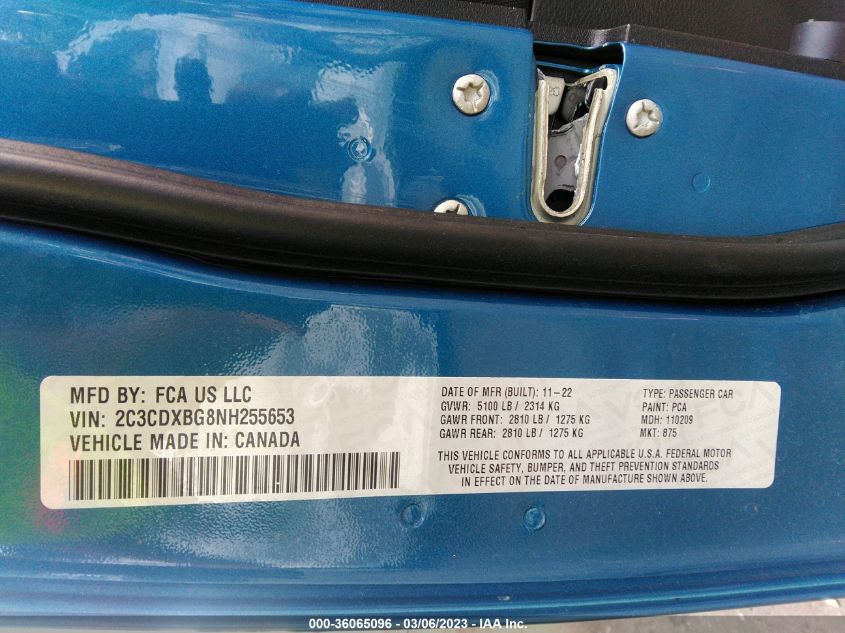 MFD BY: FCA US LLC
VIN: 2C3CDXBG8NH255653
VEHICLE MADE IN: CANADA
DATE OF MFR (BUILT): 11-22
GVWR: 5100 LB / 2314 KG
GAWR FRONT: 2810 LB / 1275 KG
GAWR REAR: 2810 LB / 1275 KG
TYPE: PASSENGER CAR
PAINT: PCA
MDH: 110209
MKT: 875
THIS VEHICLE CONFORMS TO ALL APPLICABLE U.S.A. FEDERAL MOTOR
VEHICLE SAFETY, BUMPER, AND THEFT PREVENTION STANDARDS
IN EFFECT ON THE DATE OF MANUFACTURE SHOWN ABOVE.
000-36065096 - 03/06/2023 - IAA Inc.